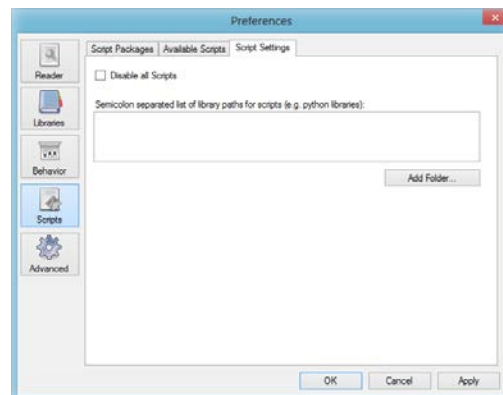 Preferences
Script Packages
Available Scripts
Script Settings
Reader
Libraries
Behavior
Scripts
Advanced
Disable all Scripts
Semicolon separated list of library paths for scripts (e.g. python libraries):
Add Folder...
OK
Cancel
Apply